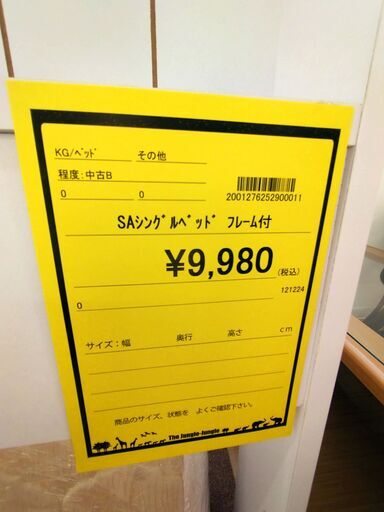 KG/ﾍﾞｯﾄﾞ その他
程度:中古B
0 0
2001276252900011
SAｼﾝｸﾞﾙﾍﾞｯﾄﾞ ﾌﾚｰﾑ付
¥9,980 (税込)
0 121224
サイズ:幅 奥行 高さ cm
商品のサイズ、状態を よくご確認下さい。
The Jungle-Jungle